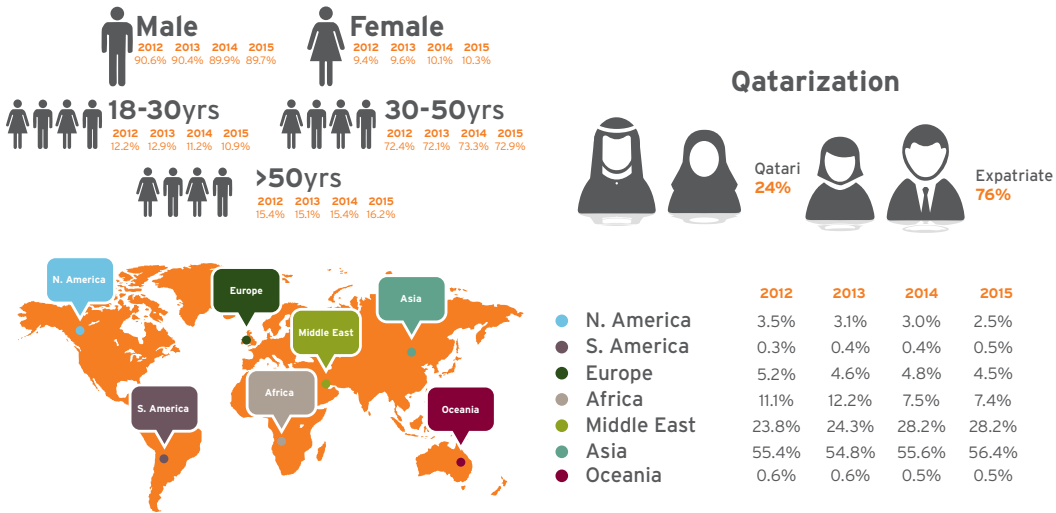 Male
2012 2013 2014 2015
90.6% 90.4% 89.9% 89.7%
Female
2012 2013 2014 2015
9.4% 9.6% 10.1% 10.3%
18-30yrs
2012 2013 2014 2015
12.2% 12.9% 11.2% 10.9%
30-50yrs
2012 2013 2014 2015
72.4% 72.1% 73.3% 72.9%
>50yrs
2012 2013 2014 2015
15.4% 15.1% 15.4% 16.2%
Qatarization
Qatari
24%
Expatriate
76%
N. America
Europe
Asia
Middle East
Africa
S. America
Oceania
2012 2013 2014 2015
N. America 3.5% 3.1% 3.0% 2.5%
S. America 0.3% 0.4% 0.4% 0.5%
Europe 5.2% 4.6% 4.8% 4.5%
Africa 11.1% 12.2% 7.5% 7.4%
Middle East 23.8% 24.3% 28.2% 28.2%
Asia 55.4% 54.8% 55.6% 56.4%
Oceania 0.6% 0.6% 0.5% 0.5%